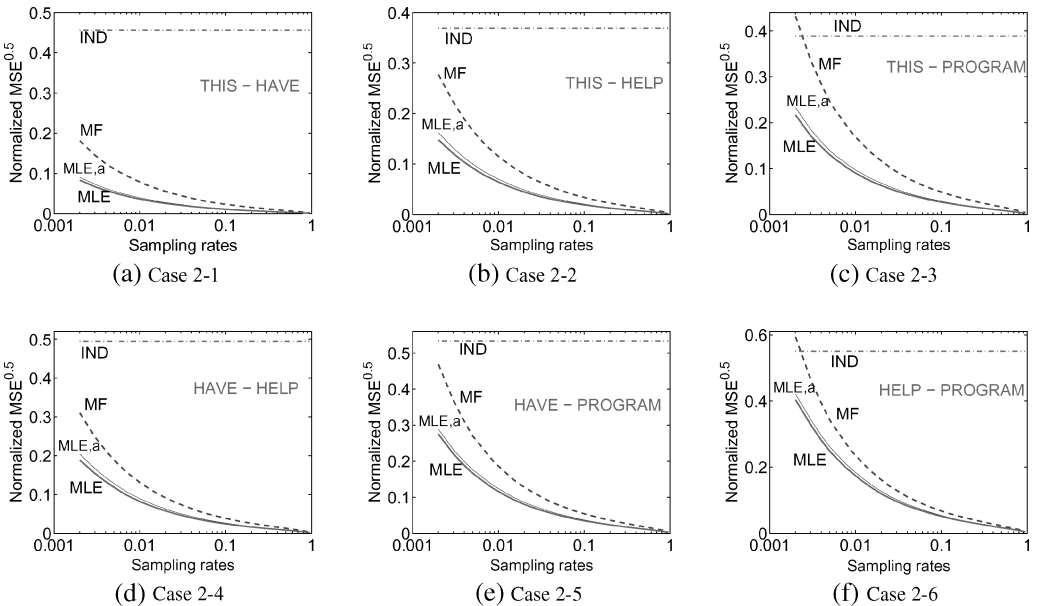 Normalized MSE^0.5
0.5
0.4
0.3
0.2
0.1
0
IND
THIS − HAVE
MF
MLE,a
MLE
0.001
0.01
0.1
1
Sampling rates
(a) Case 2-1
Normalized MSE^0.5
0.4
0.3
0.2
0.1
0
IND
MF
THIS − HELP
MLE,a
MLE
0.001
0.01
0.1
1
Sampling rates
(b) Case 2-2
Normalized MSE^0.5
0.4
0.3
0.2
0.1
0
IND
MF
THIS − PROGRAM
MLE,a
MLE
0.001
0.01
0.1
1
Sampling rates
(c) Case 2-3
Normalized MSE^0.5
0.5
0.4
0.3
0.2
0.1
0
IND
HAVE − HELP
MF
MLE,a
MLE
0.001
0.01
0.1
1
Sampling rates
(d) Case 2-4
Normalized MSE^0.5
0.5
0.4
0.3
0.2
0.1
0
IND
MF
HAVE − PROGRAM
MLE,a
MLE
0.001
0.01
0.1
1
Sampling rates
(e) Case 2-5
Normalized MSE^0.5
0.6
0.4
0.2
0
IND
MLE,a
HELP − PROGRAM
MF
MLE
0.001
0.01
0.1
1
Sampling rates
(f) Case 2-6